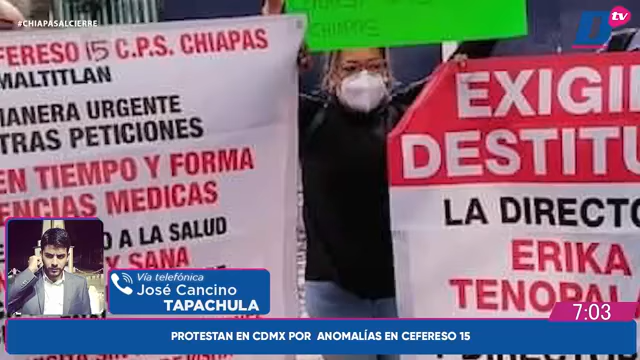 #CHIAPASALCIERRE
tv
CHIAPAS
FERESO 15 C.P.S. CHIAPAS
MALTITLAN
MANERA URGENTE
TRAS PETICIONES
EN TIEMPO Y FORMA
ENCIAS MEDICAS
O A LA SALUD
Y SANA
EXIGI
DESTITU
LA DIRECTO
ERIKA
TENOPAL
Vía telefónica
José Cancino
TAPACHULA
7:03
PROTESTAN EN CDMX POR ANOMALÍAS EN CEFERESO 15